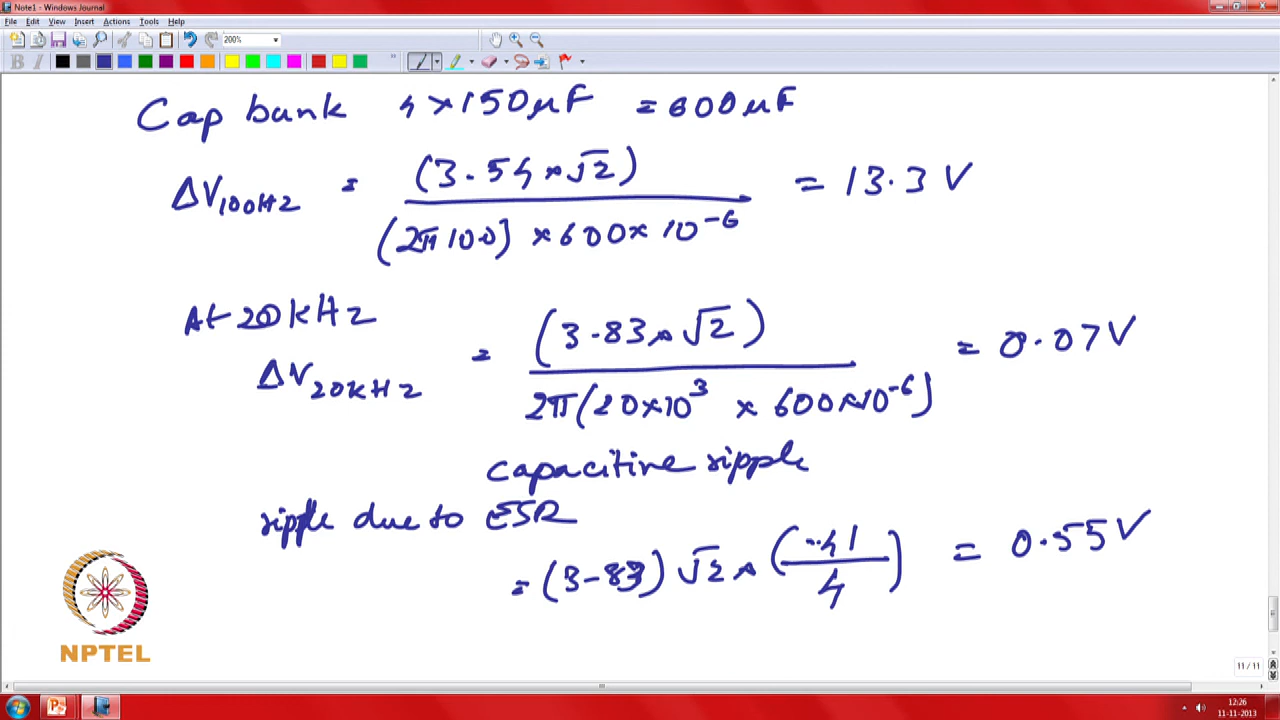 Note1 - Windows Journal
File Edit View Insert Actions Tools Help
200%
B I
Cap bank 4×150μF = 600μF
ΔV100Hz = (3.54×√2) / (2π100)×600×10^-6 = 13.3 V
At 20kHz
ΔV20kHz = (3.83×√2) / 2π(20×10^3 × 600×10^-6) = 0.07V
capacitive ripple
ripple due to ESR
= (3.83)√2 × (.41/4) = 0.55V
NPTEL
11/11
12:26
11-11-2013